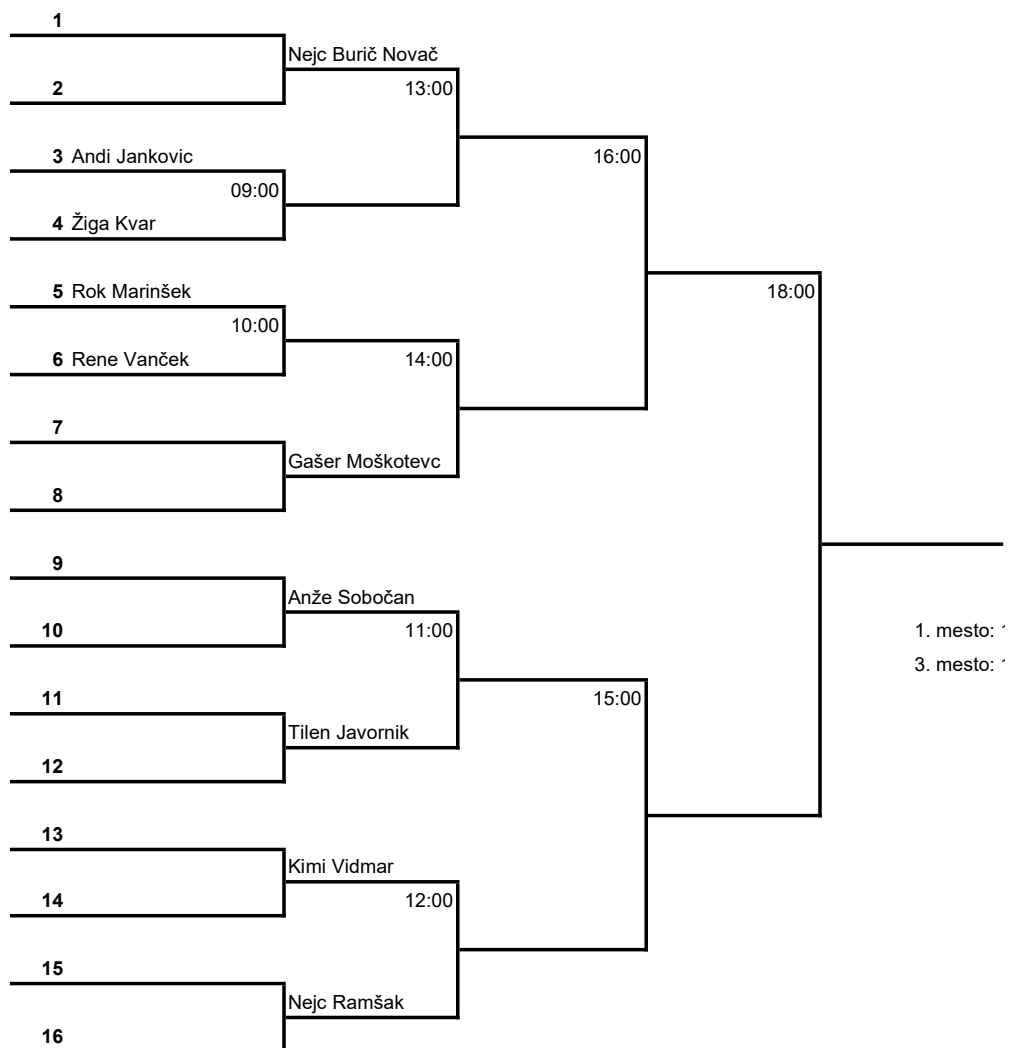 1
Nejc Burič Novač
2
13:00
3 Andi Jankovic
16:00
09:00
4 Žiga Kvar
5 Rok Marinšek
18:00
10:00
6 Rene Vanček
14:00
7
Gašer Moškotevc
8
9
Anže Sobočan
10
11:00
1. mesto:
3. mesto:
11
15:00
Tilen Javornik
12
13
Kimi Vidmar
14
12:00
15
Nejc Ramšak
16